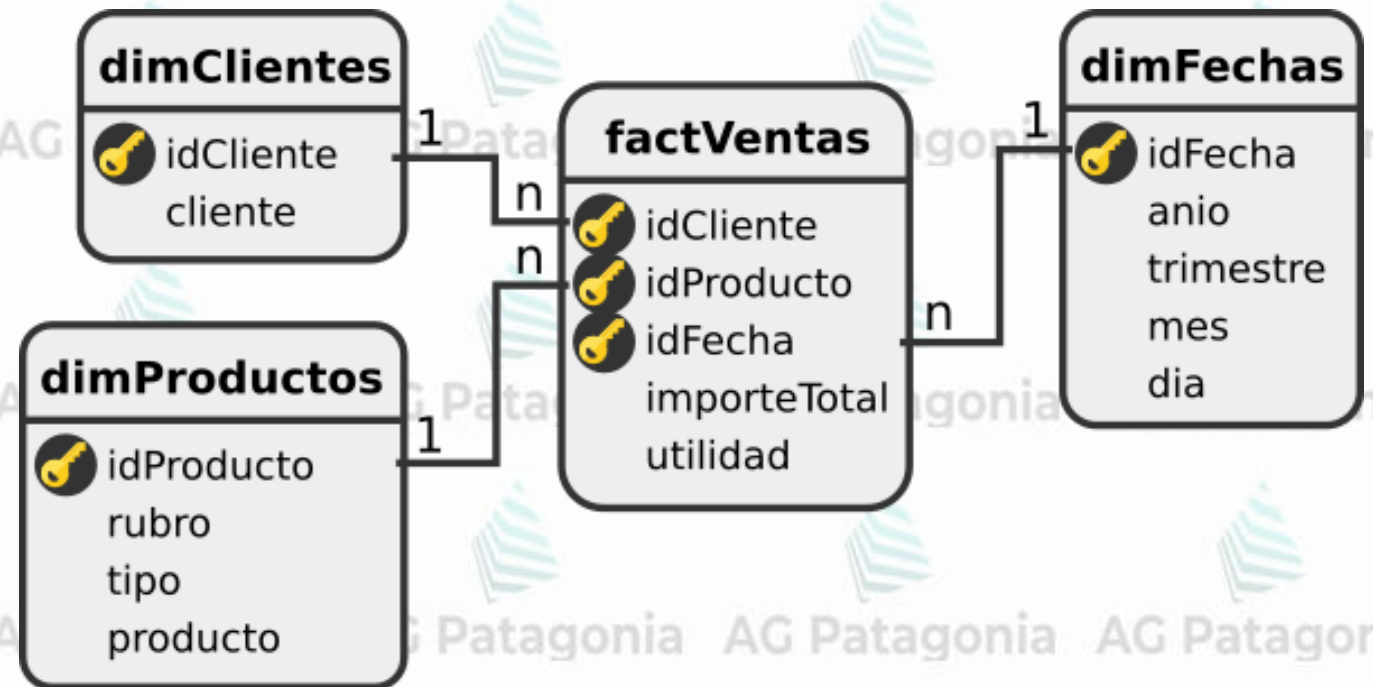 dimClientes
idCliente
cliente
1
n
factVentas
idCliente
idProducto
idFecha
importeTotal
utilidad
n
1
dimProductos
idProducto
rubro
tipo
producto
n
1
dimFechas
idFecha
anio
trimestre
mes
dia
AG Patagonia
AG Patagonia